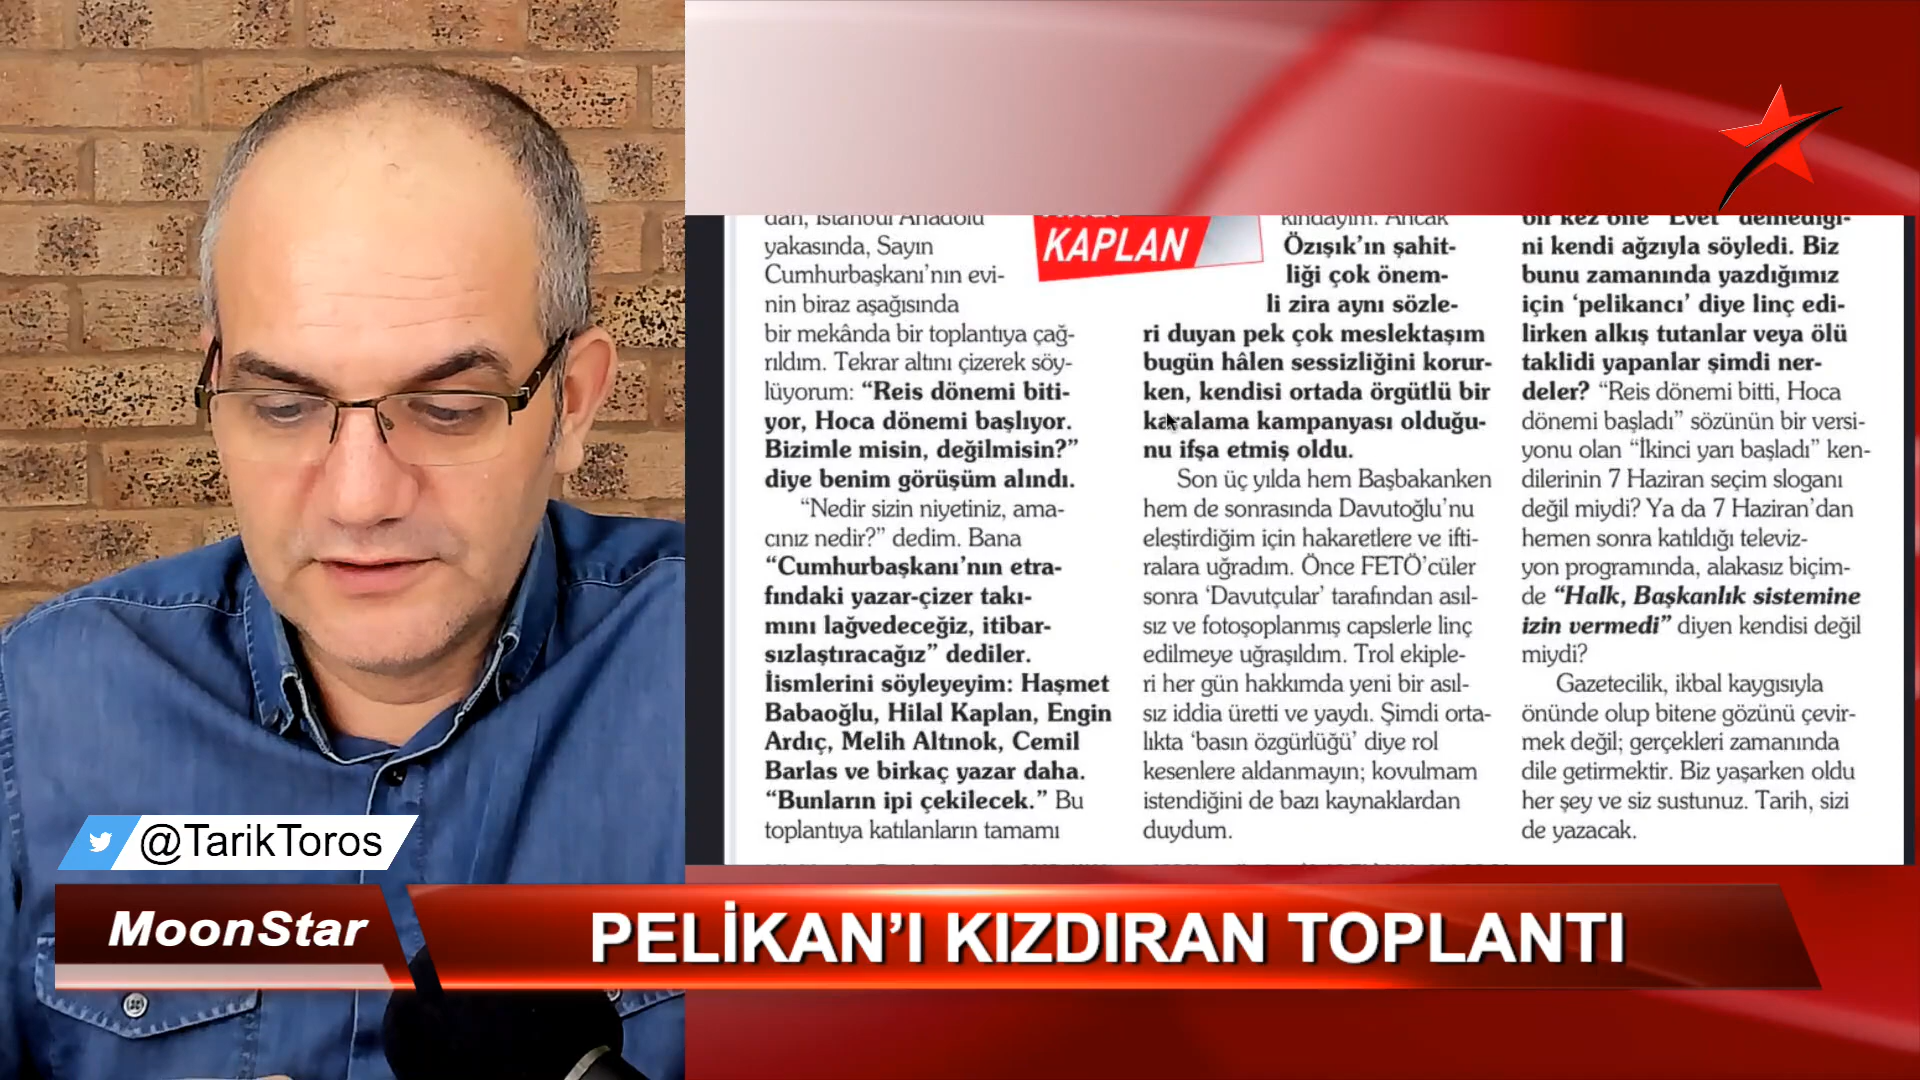 dan, İstanbul Anadolu
yakasında, Sayın
Cumhurbaşkanı'nın evi-
nin biraz aşağısında
bir mekânda bir toplantıya çağ-
rıldım. Tekrar altını çizerek söy-
lüyorum: “Reis dönemi biti-
yor, Hoca dönemi başlıyor.
Bizimle misin, değilmisin?”
diye benim görüşüm alındı.
“Nedir sizin niyetiniz, ama-
cınız nedir?” dedim. Bana
“Cumhurbaşkanı'nın etra-
fındaki yazar-çizer takı-
mını lağvedeceğiz, itibar-
sızlaştıracağız” dediler.
İismlerini söyleyeyim: Haşmet
Babaoğlu, Hilal Kaplan, Engin
Ardıç, Melih Altınok, Cemil
Barlas ve birkaç yazar daha.
“Bunların ipi çekilecek.” Bu
toplantıya katılanların tamamı
KAPLAN
kındayım. Ancak
Özışık'ın şahit-
liği çok önem-
li zira aynı sözle-
ri duyan pek çok meslektaşım
bugün hâlen sessizliğini korur-
ken, kendisi ortada örgütlü bir
karalama kampanyası olduğu-
nu ifşa etmiş oldu.
Son üç yılda hem Başbakanken
hem de sonrasında Davutoğlu'nu
eleştirdiğim için hakaretlere ve ifti-
ralara uğradım. Önce FETÖ'cüler
sonra ‘Davutçular’ tarafından asıl-
sız ve fotoşoplanmış capslerle linç
edilmeye uğraşıldım. Trol ekiple-
ri her gün hakkımda yeni bir asıl-
sız iddia üretti ve yaydı. Şimdi orta-
lıkta ‘basın özgürlüğü’ diye rol
kesenlere aldanmayın; kovulmam
istendiğini de bazı kaynaklardan
duydum.
bir kez bile “Evet” demediği-
ni kendi ağzıyla söyledi. Biz
bunu zamanında yazdığımız
için ‘pelikancı’ diye linç edi-
lirken alkış tutanlar veya ölü
taklidi yapanlar şimdi ner-
deler? “Reis dönemi bitti, Hoca
dönemi başladı” sözünün bir versi-
yonu olan “İkinci yarı başladı” ken-
dilerinin 7 Haziran seçim sloganı
değil miydi? Ya da 7 Haziran'dan
hemen sonra katıldığı televiz-
yon programında, alakasız biçim-
de “Halk, Başkanlık sistemine
izin vermedi” diyen kendisi değil
miydi?
Gazetecilik, ikbal kaygısıyla
önünde olup bitene gözünü çevir-
mek değil; gerçekleri zamanında
dile getirmektir. Biz yaşarken oldu
her şey ve siz sustunuz. Tarih, sizi
de yazacak.
@TarikToros
MoonStar
PELİKAN’I KIZDIRAN TOPLANTI